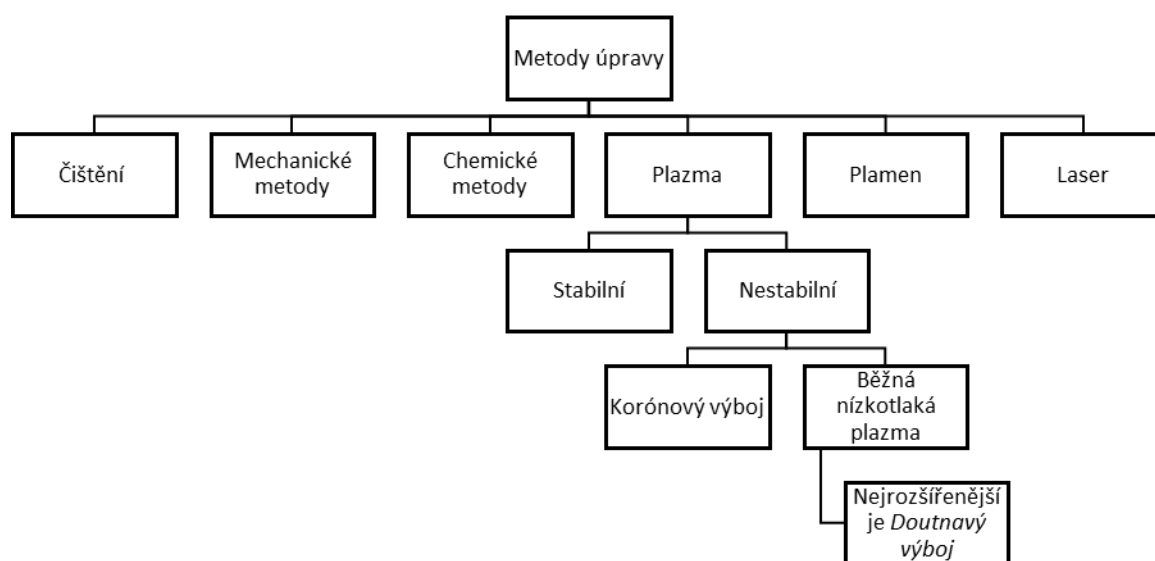 Metody úpravy
Čištění
Mechanické
metody
Chemické
metody
Plazma
Plamen
Laser
Stabilní
Nestabilní
Korónový výboj
Běžná
nízkotlaká
plazma
Nejrozšířenější
je Doutnavý
výboj